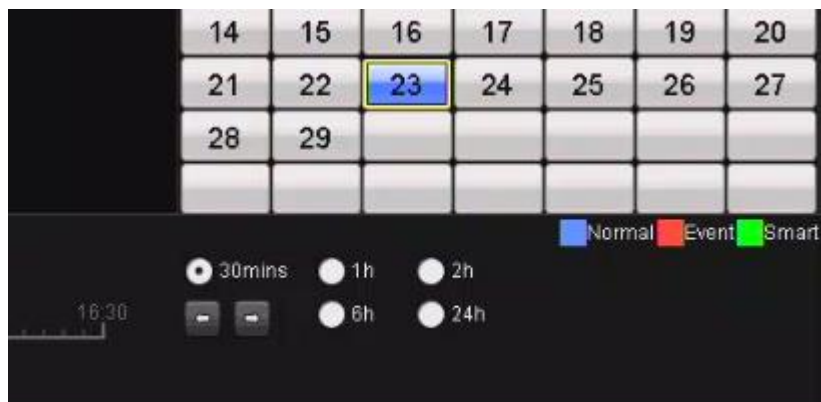 14 15 16 17 18 19 20
21 22 23 24 25 26 27
28 29
Normal Event Smart
30mins 1h 2h
16:30
6h 24h